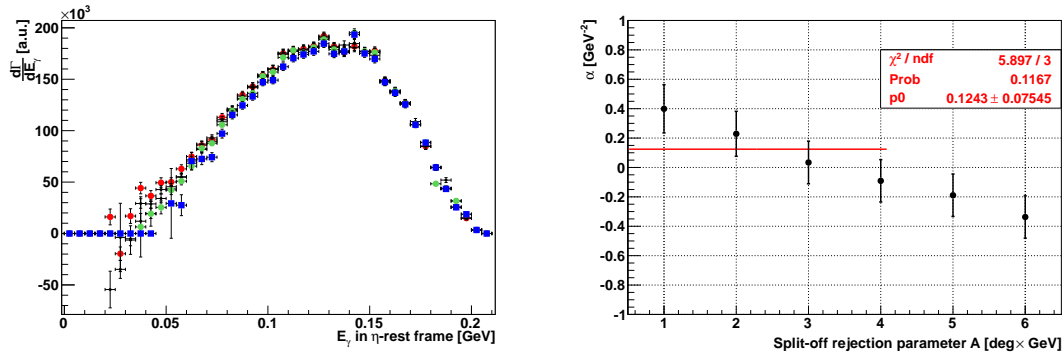 ×10³
dΓ/dE_γ [a.u.]
200
150
100
50
0
-50
0
0.05
0.1
0.15
0.2
E_γ in η-rest frame [GeV]
α [GeV⁻²]
1
0.8
0.6
0.4
0.2
0
-0.2
-0.4
-0.6
-0.8
-1
χ² / ndf 5.897 / 3
Prob 0.1167
p0 0.1243 ± 0.07545
1 2 3 4 5 6
Split-off rejection parameter A [deg× GeV]